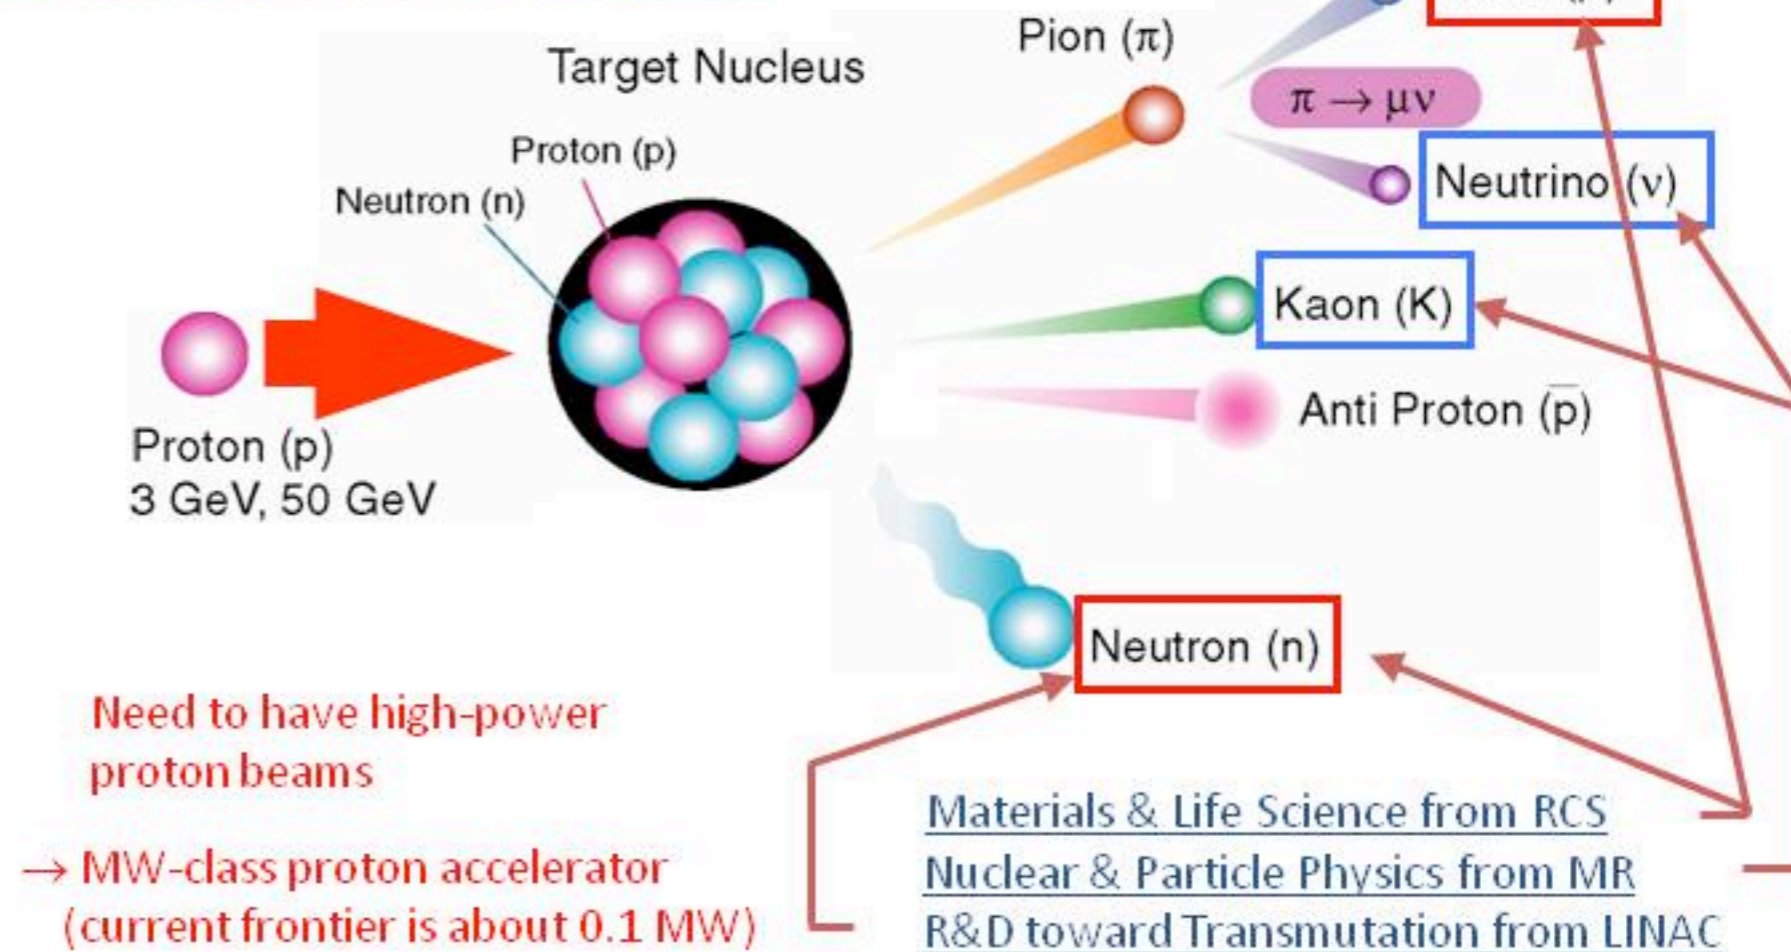 Pion (π)
Target Nucleus
π → μν
Proton (p)
Neutrino (ν)
Neutron (n)
Kaon (K)
Anti Proton (p̅)
Proton (p)
3 GeV, 50 GeV
Neutron (n)
Need to have high-power
proton beams
Materials & Life Science from RCS
→ MW-class proton accelerator
Nuclear & Particle Physics from MR
(current frontier is about 0.1 MW)
R&D toward Transmutation from LINAC